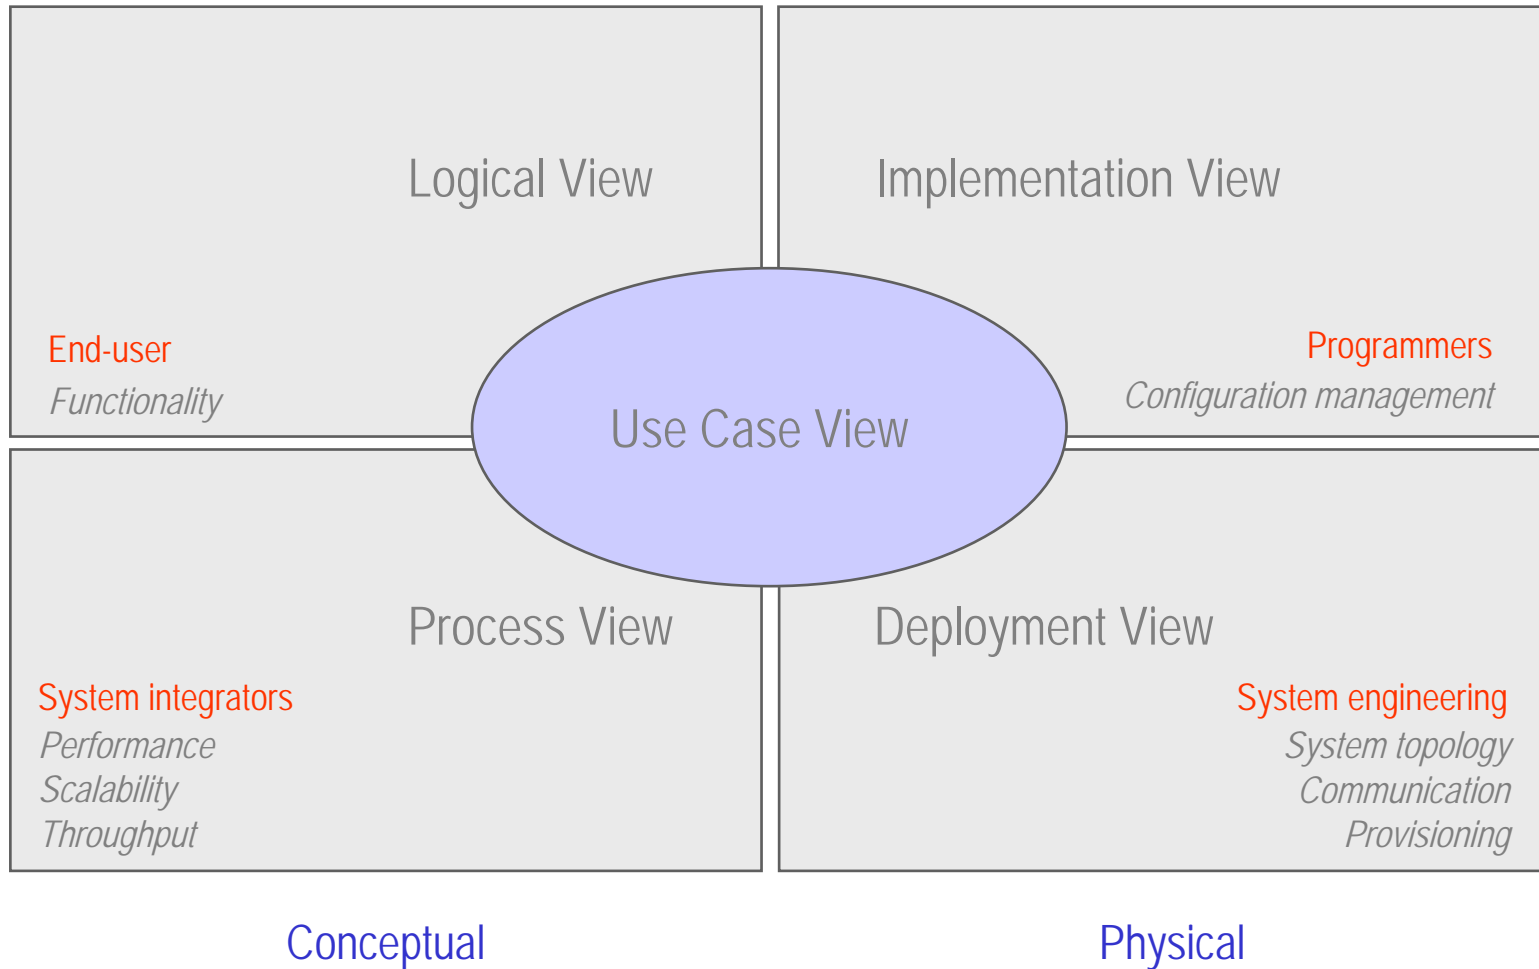 Logical View
End-user
Functionality
Implementation View
Programmers
Configuration management
Use Case View
Process View
System integrators
Performance
Scalability
Throughput
Deployment View
System engineering
System topology
Communication
Provisioning
Conceptual
Physical